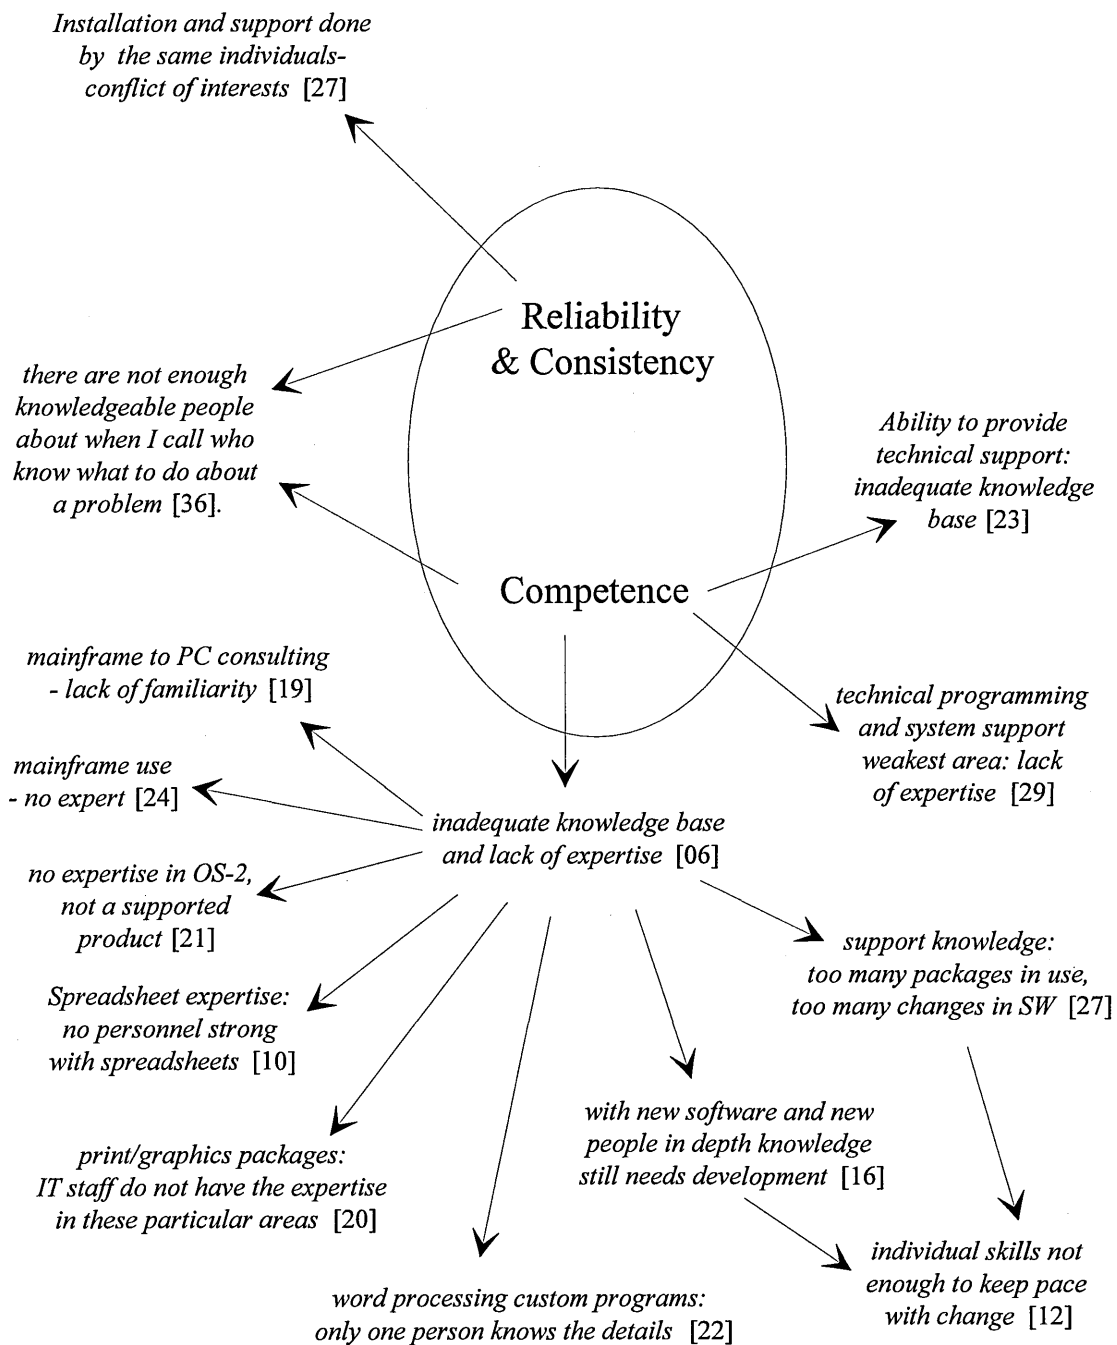 Installation and support done
by the same individuals-
conflict of interests [27]
Reliability
& Consistency
there are not enough
knowledgeable people
about when I call who
know what to do about
a problem [36].
Ability to provide
technical support:
inadequate knowledge
base [23]
Competence
mainframe to PC consulting
- lack of familiarity [19]
technical programming
and system support
weakest area: lack
of expertise [29]
mainframe use
- no expert [24]
inadequate knowledge base
and lack of expertise [06]
no expertise in OS-2,
not a supported
product [21]
support knowledge:
too many packages in use,
too many changes in SW [27]
Spreadsheet expertise:
no personnel strong
with spreadsheets [10]
with new software and new
people in depth knowledge
still needs development [16]
print/graphics packages:
IT staff do not have the expertise
in these particular areas [20]
individual skills not
enough to keep pace
with change [12]
word processing custom programs:
only one person knows the details [22]